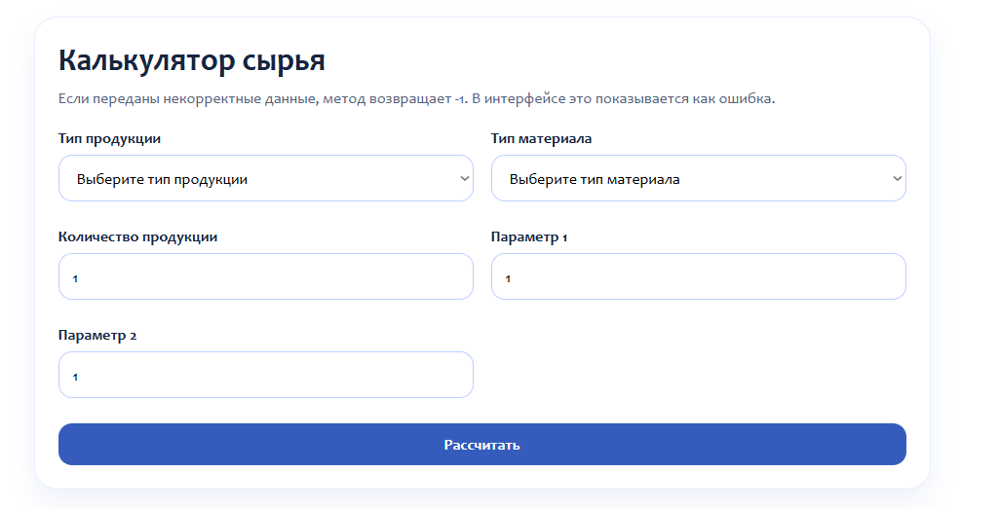 Калькулятор сырья
Если переданы некорректные данные, метод возвращает -1. В интерфейсе это показывается как ошибка.
Тип продукции
Тип материала
Выберите тип продукции
Выберите тип материала
Количество продукции
Параметр 1
1
1
Параметр 2
1
Рассчитать